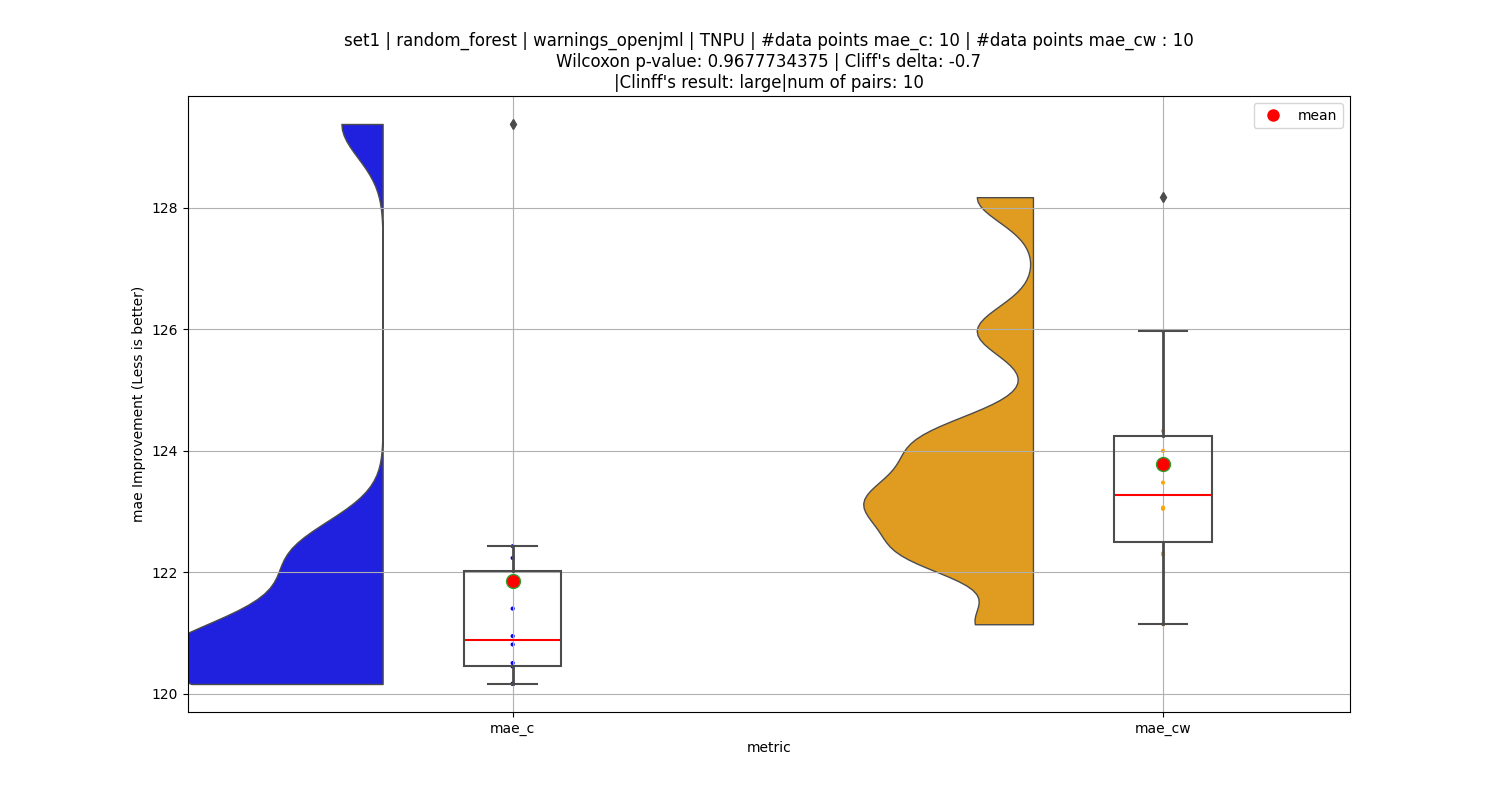 set1 | random_forest | warnings_openjml | TNPU | #data points mae_c: 10 | #data points mae_cw : 10
Wilcoxon p-value: 0.9677734375 | Cliff's delta: -0.7
|Clinff's result: large|num of pairs: 10
mean
128
126
124
122
120
mae Improvement (Less is better)
mae_c
mae_cw
metric